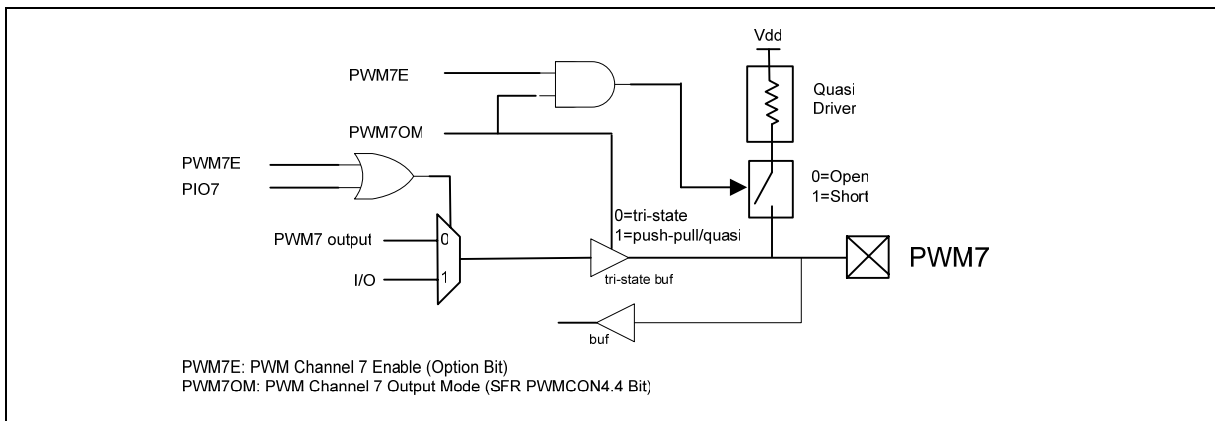 Vdd
PWM7E
Quasi
Driver
PWM7OM
PWM7E
PIO7
0=Open
1=Short
0=tri-state
1=push-pull/quasi
PWM7 output
0
I/O
1
tri-state buf
PWM7
buf
PWM7E: PWM Channel 7 Enable (Option Bit)
PWM7OM: PWM Channel 7 Output Mode (SFR PWMCON4.4 Bit)